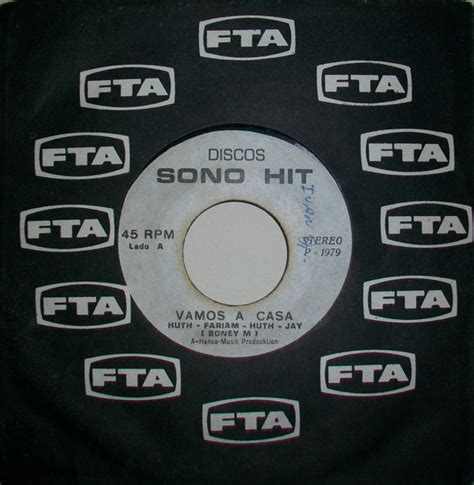 FTA
FTA
FTA
FTA
FTA
FTA
FTA
FTA
FTA
FTA
FTA
FTA
DISCOS
SONO HIT
45 RPM
Lado A
STEREO
P - 1979
VAMOS A CASA
HUTH - FARIAM - HUTH - JAY
( BONEY M )
A-Hansa-Musik Prodouktion